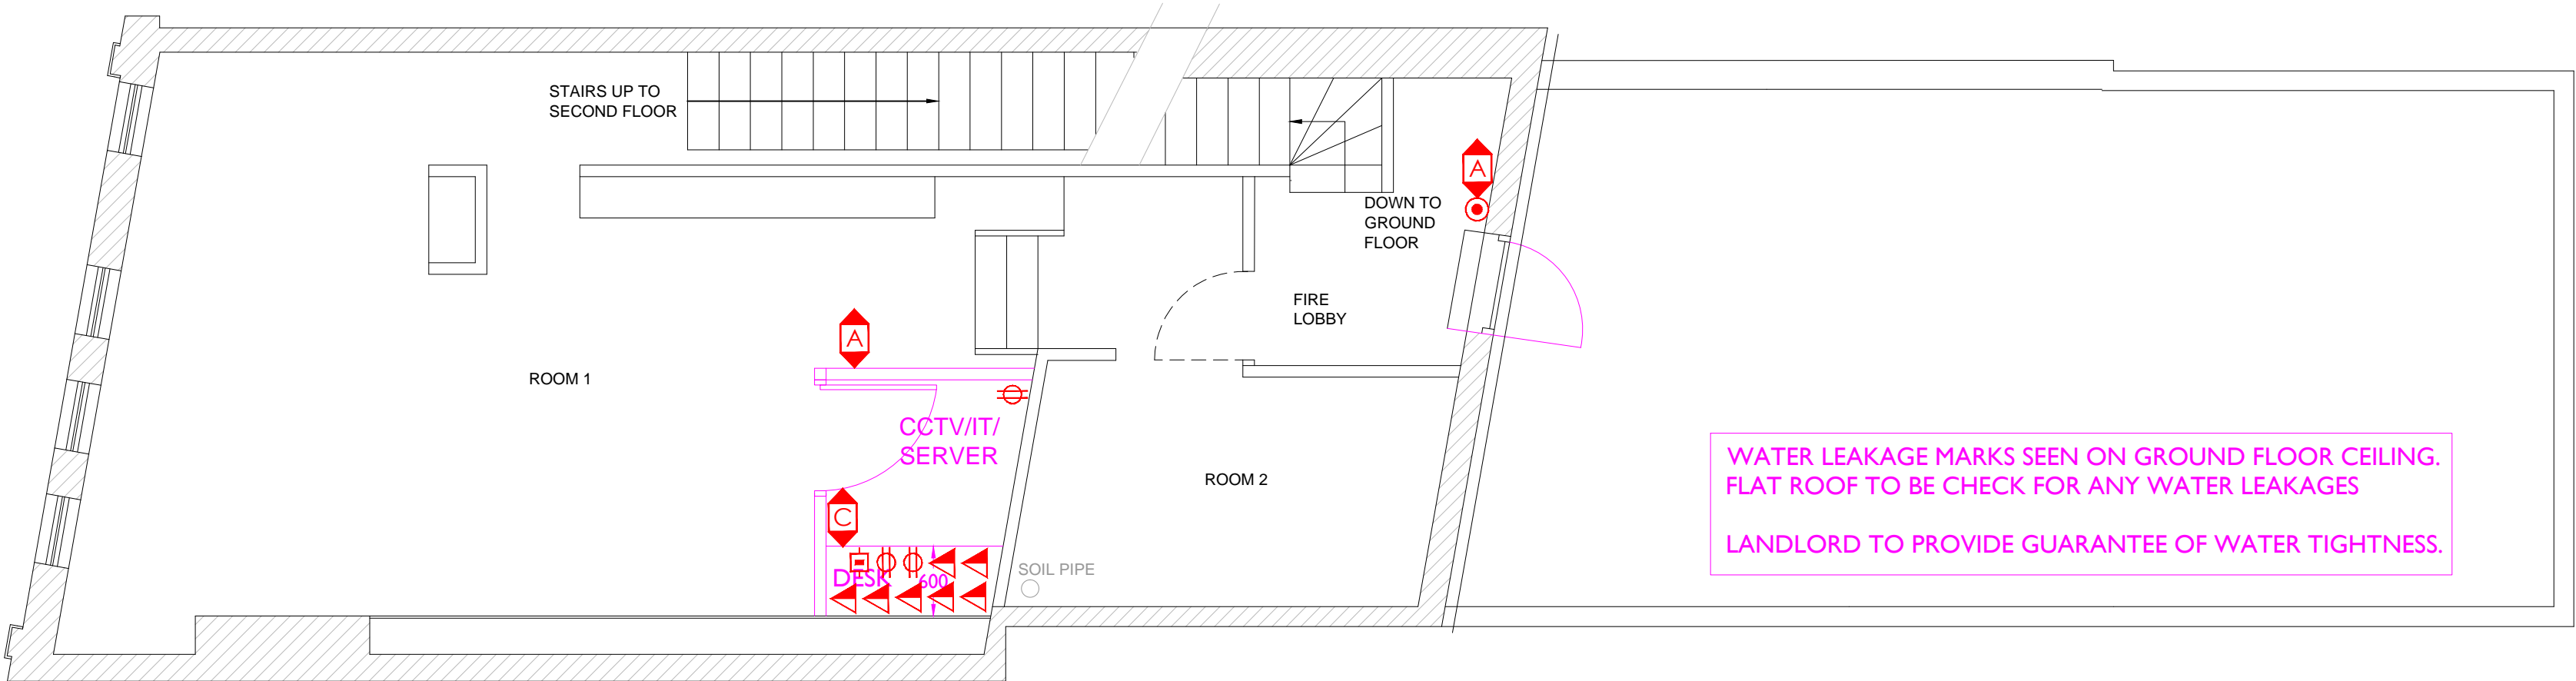 STAIRS UP TO
SECOND FLOOR
A
DOWN TO
GROUND
FLOOR
FIRE
LOBBY
A
ROOM 1
CCTV/IT/
SERVER
ROOM 2
C
DESK
600
SOIL PIPE
WATER LEAKAGE MARKS SEEN ON GROUND FLOOR CEILING.
FLAT ROOF TO BE CHECK FOR ANY WATER LEAKAGES
LANDLORD TO PROVIDE GUARANTEE OF WATER TIGHTNESS.